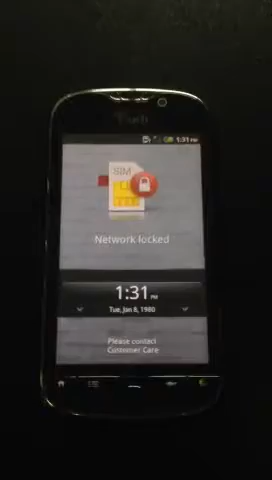 1:31 PM
SIM
Network locked
1:31 PM
Tue, Jan 8, 1980
Please contact
Customer Care